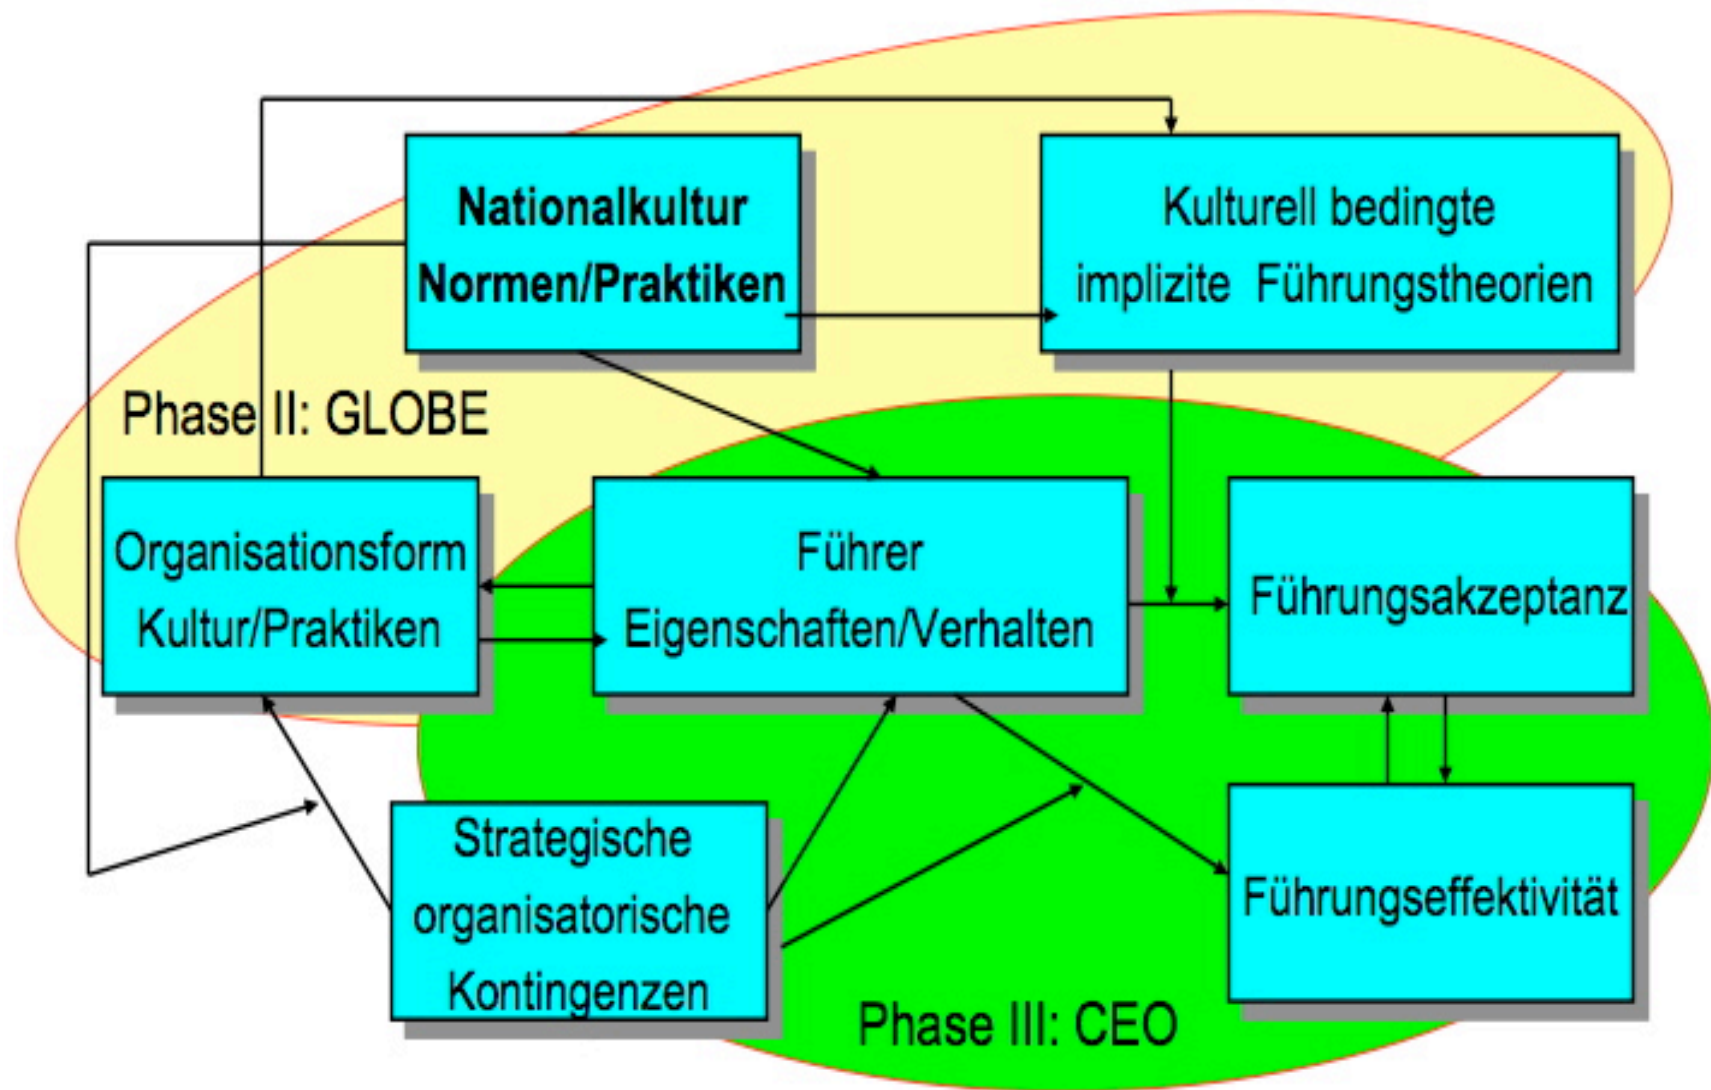 Nationalkultur
Normen/Praktiken
Kulturell bedingte
implizite Führungstheorien
Phase II: GLOBE
Organisationsform
Kultur/Praktiken
Führer
Eigenschaften/Verhalten
Führungsakzeptanz
Strategische
organisatorische
Kontingenzen
Führungseffektivität
Phase III: CEO